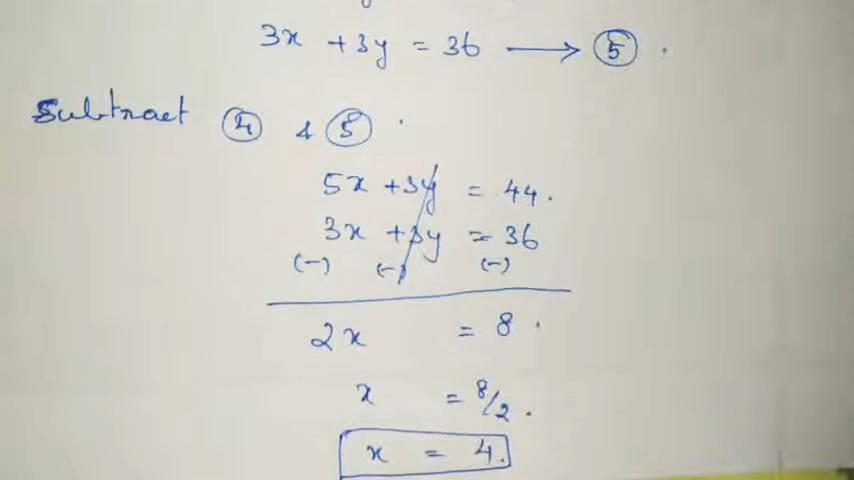 3x + 3y = 36 → ⑤ .
Subtract ④ & ⑤ .
5x + 3y = 44.
3x + 3y = 36
(-) (-) (-)
2x = 8 .
x = 8/2 .
x = 4.